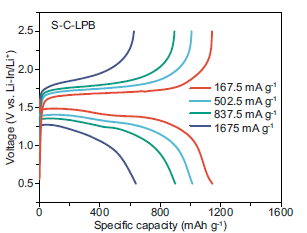 S-C-LPB
2.5
2.0
1.5
1.0
0.5
Voltage (V vs. Li-In/Li⁺)
167.5 mA g⁻¹
502.5 mA g⁻¹
837.5 mA g⁻¹
1675 mA g⁻¹
0 400 800 1200 1600
Specific capacity (mAh g⁻¹)